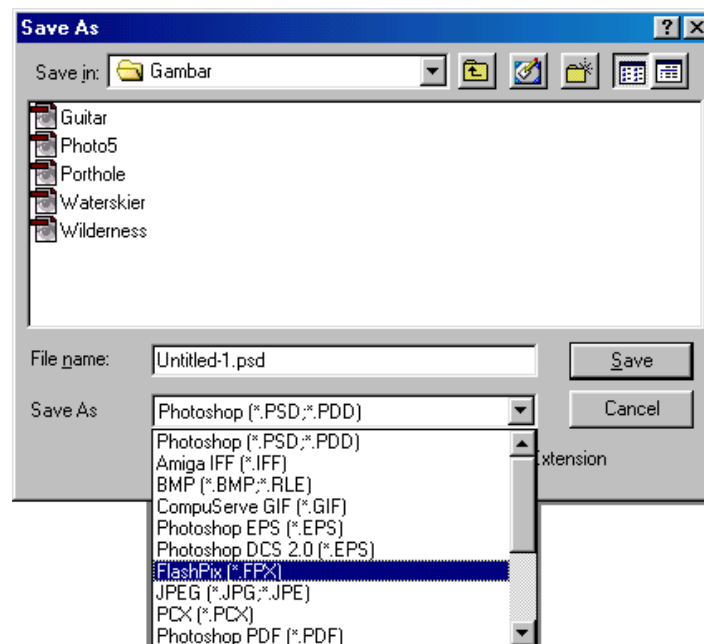 Save As
Save in: Gambar
Guitar
Photo5
Porthole
Waterskier
Wilderness
File name: Untitled-1.psd Save
Save As Photoshop (*.PSD;*.PDD) Cancel
Photoshop (*.PSD;*.PDD)
Amiga IFF (*.IFF)
BMP (*.BMP;*.RLE)
CompuServe GIF (*.GIF)
Photoshop EPS (*.EPS)
Photoshop DCS 2.0 (*.EPS)
FlashPix (*.FPX)
JPEG (*.JPG;*.JPE)
PCX (*.PCX)
Photoshop PDF (*.PDF)